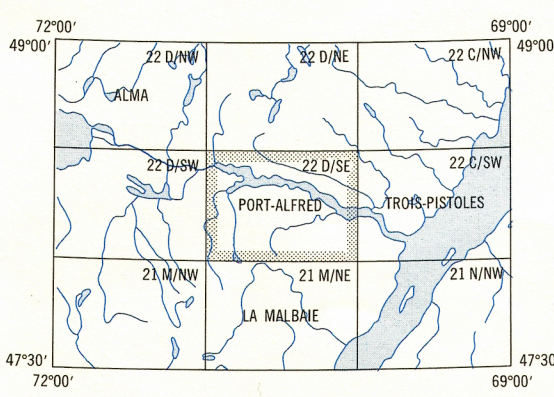 72°00′ 69°00′
49°00′ 22 D/NW 22 D/NE 22 C/NW 49°00′
ALMA
22 D/SW 22 D/SE 22 C/SW
PORT-ALFRED TROIS-PISTOLES
21 M/NW 21 M/NE 21 N/NW
LA MALBAIE
47°30′ 47°30′
72°00′ 69°00′